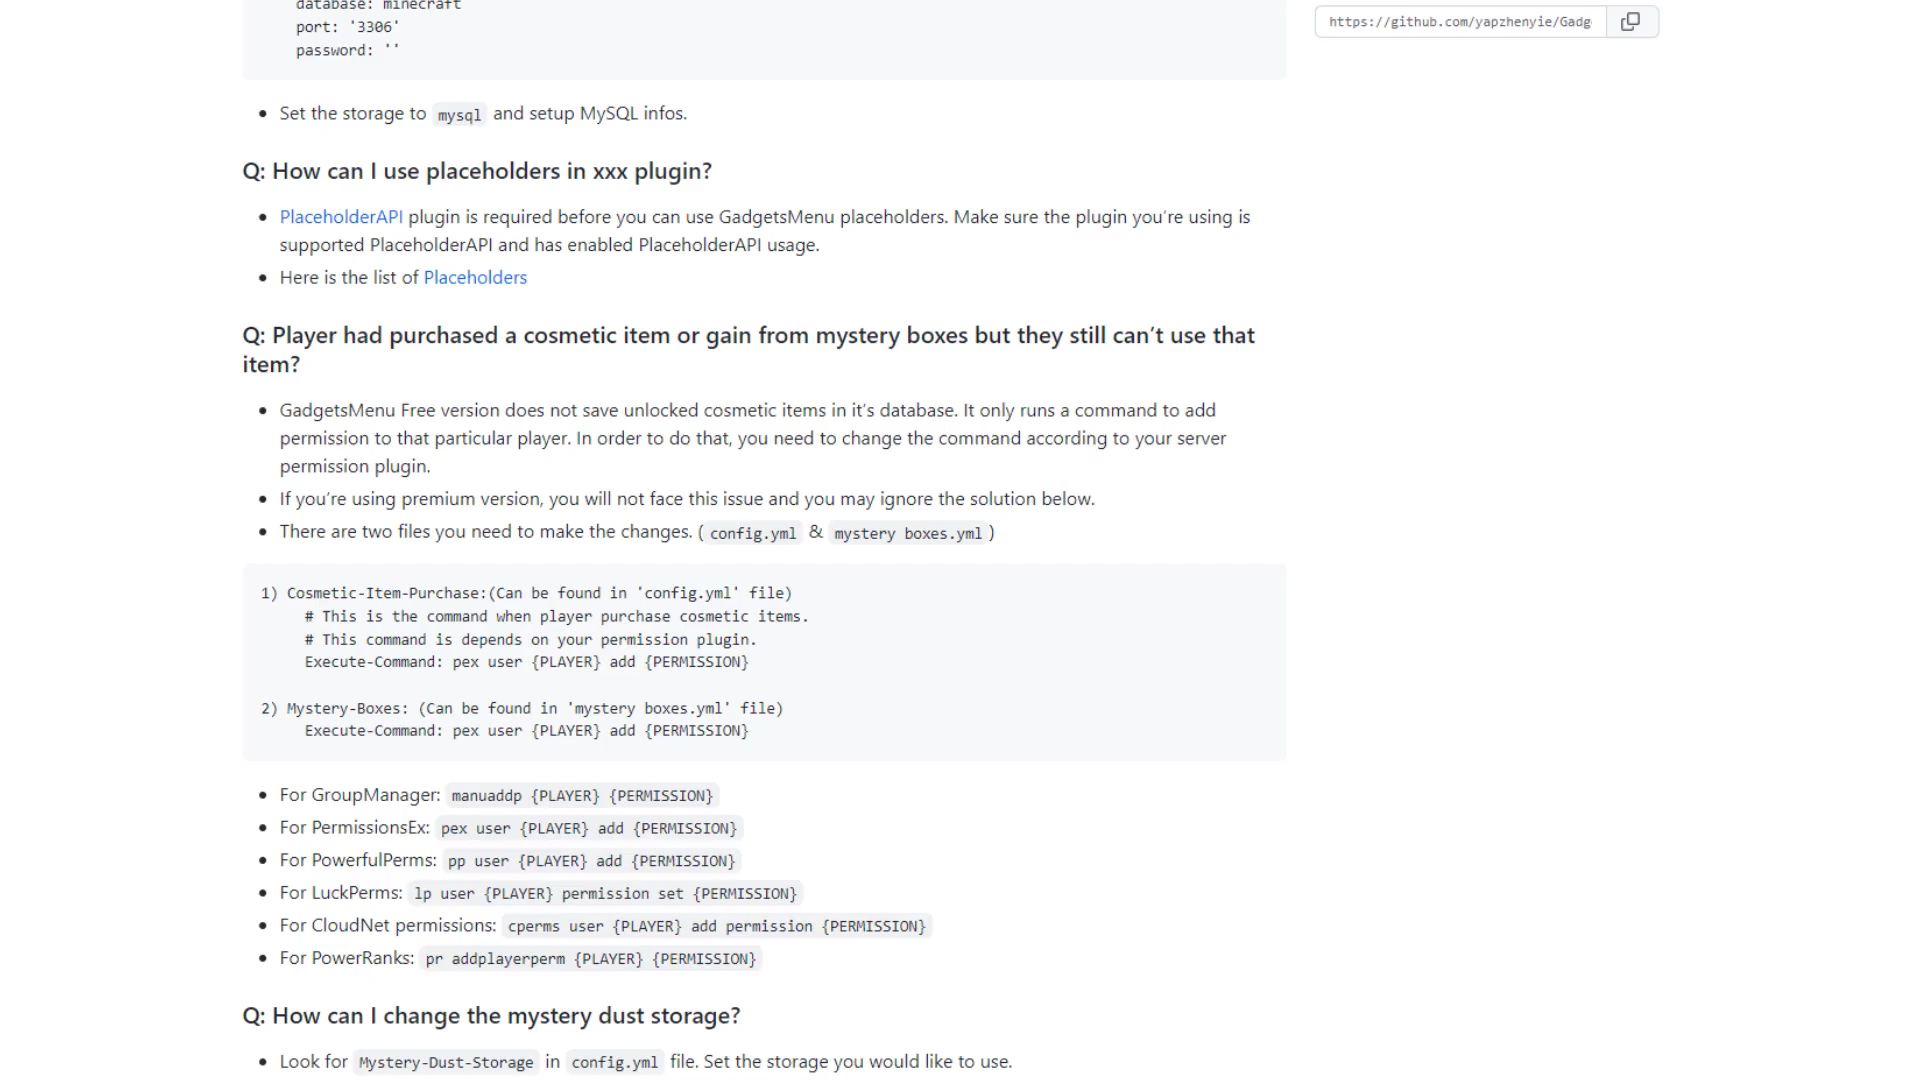 database: minecraft
port: '3306'
password: ''
https://github.com/yapzhenyie/Gadg
Set the storage to mysql and setup MySQL infos.
Q: How can I use placeholders in xxx plugin?
PlaceholderAPI plugin is required before you can use GadgetsMenu placeholders. Make sure the plugin you're using is
supported PlaceholderAPI and has enabled PlaceholderAPI usage.
Here is the list of Placeholders
Q: Player had purchased a cosmetic item or gain from mystery boxes but they still can't use that
item?
GadgetsMenu Free version does not save unlocked cosmetic items in it's database. It only runs a command to add
permission to that particular player. In order to do that, you need to change the command according to your server
permission plugin.
If you're using premium version, you will not face this issue and you may ignore the solution below.
There are two files you need to make the changes. ( config.yml & mystery boxes.yml )
1) Cosmetic-Item-Purchase:(Can be found in 'config.yml' file)
# This is the command when player purchase cosmetic items.
# This command is depends on your permission plugin.
Execute-Command: pex user {PLAYER} add {PERMISSION}
2) Mystery-Boxes: (Can be found in 'mystery boxes.yml' file)
Execute-Command: pex user {PLAYER} add {PERMISSION}
For GroupManager: manuaddp {PLAYER} {PERMISSION}
For PermissionsEx: pex user {PLAYER} add {PERMISSION}
For PowerfulPerms: pp user {PLAYER} add {PERMISSION}
For LuckPerms: lp user {PLAYER} permission set {PERMISSION}
For CloudNet permissions: cperms user {PLAYER} add permission {PERMISSION}
For PowerRanks: pr addplayerperm {PLAYER} {PERMISSION}
Q: How can I change the mystery dust storage?
Look for Mystery-Dust-Storage in config.yml file. Set the storage you would like to use.